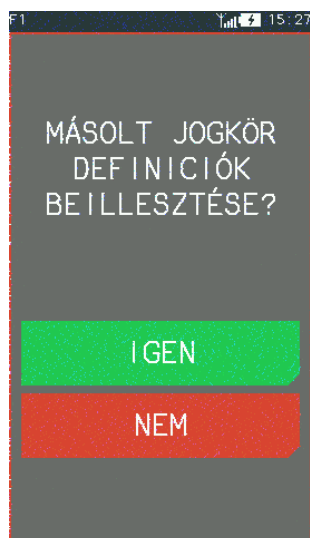 F1 15:27
MÁSOLT JOGKÖR
DEFINICIÓK
BEILLESZTÉSE?
IGEN
NEM